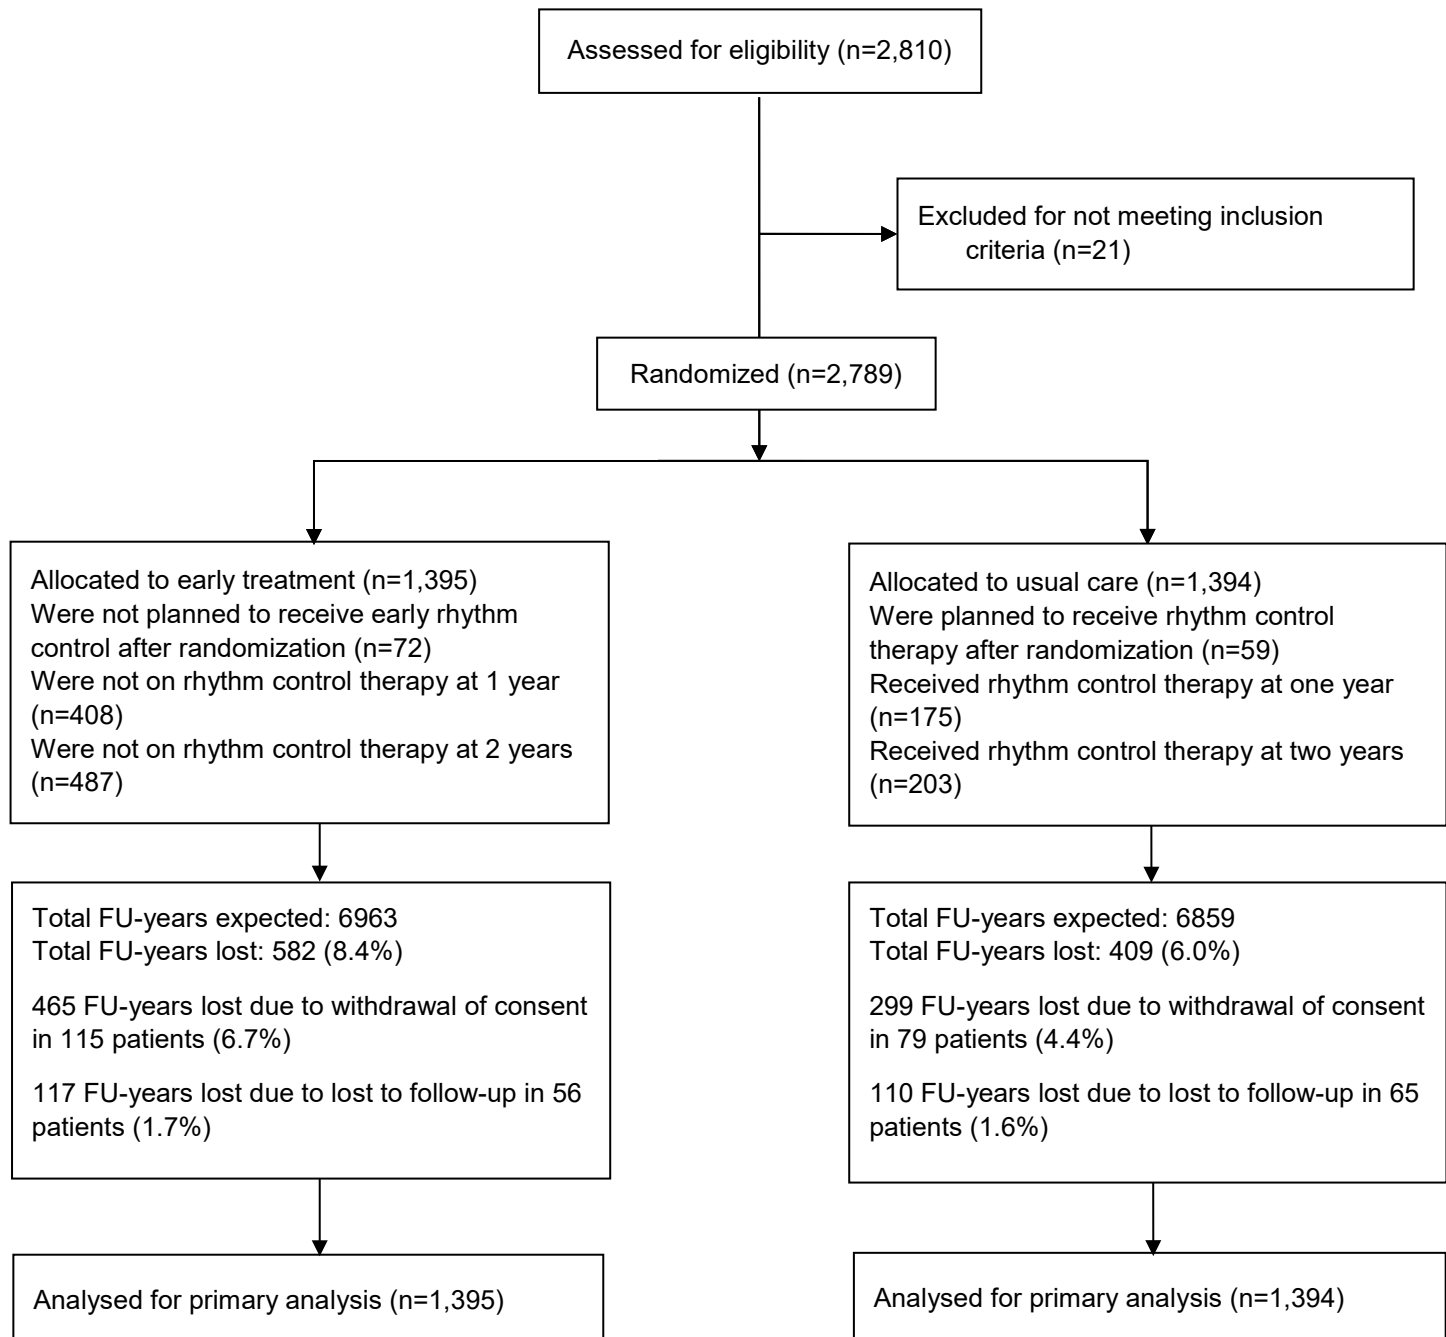 Assessed for eligibility (n=2,810)
Excluded for not meeting inclusion
criteria (n=21)
Randomized (n=2,789)
Allocated to early treatment (n=1,395)
Were not planned to receive early rhythm
control after randomization (n=72)
Were not on rhythm control therapy at 1 year
(n=408)
Were not on rhythm control therapy at 2 years
(n=487)
Allocated to usual care (n=1,394)
Were planned to receive rhythm control
therapy after randomization (n=59)
Received rhythm control therapy at one year
(n=175)
Received rhythm control therapy at two years
(n=203)
Total FU-years expected: 6963
Total FU-years lost: 582 (8.4%)
465 FU-years lost due to withdrawal of consent
in 115 patients (6.7%)
117 FU-years lost due to lost to follow-up in 56
patients (1.7%)
Total FU-years expected: 6859
Total FU-years lost: 409 (6.0%)
299 FU-years lost due to withdrawal of consent
in 79 patients (4.4%)
110 FU-years lost due to lost to follow-up in 65
patients (1.6%)
Analysed for primary analysis (n=1,395)
Analysed for primary analysis (n=1,394)